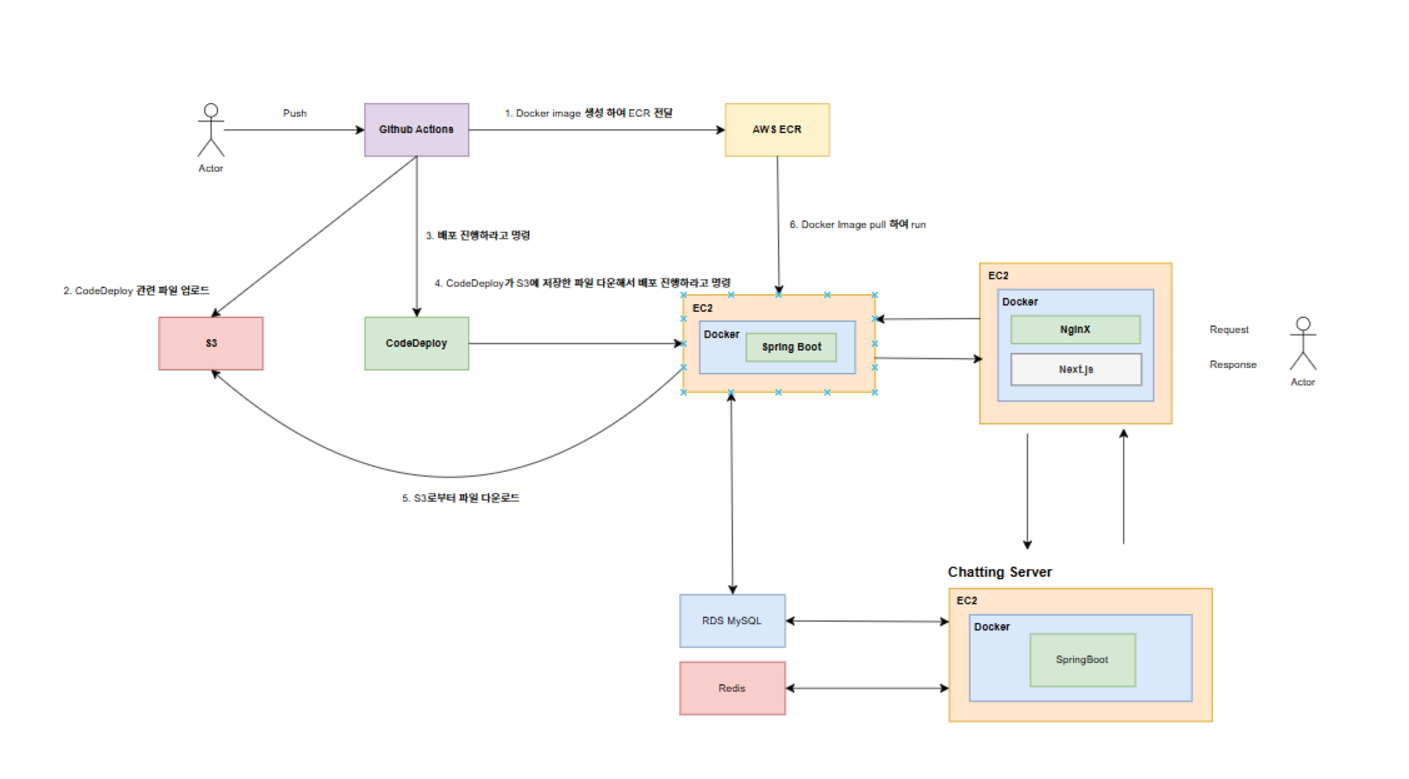 Push
Actor
Github Actions
1. Docker image 생성 하여 ECR 전달
AWS ECR
2. CodeDeploy 관련 파일 업로드
3. 배포 진행하라고 명령
4. CodeDeploy가 S3에 저장한 파일 다운해서 배포 진행하라고 명령
6. Docker Image pull 하여 run
S3
CodeDeploy
EC2
Docker
Spring Boot
EC2
Docker
NginX
Next.js
Request
Response
Actor
5. S3로부터 파일 다운로드
RDS MySQL
Redis
Chatting Server
EC2
Docker
SpringBoot